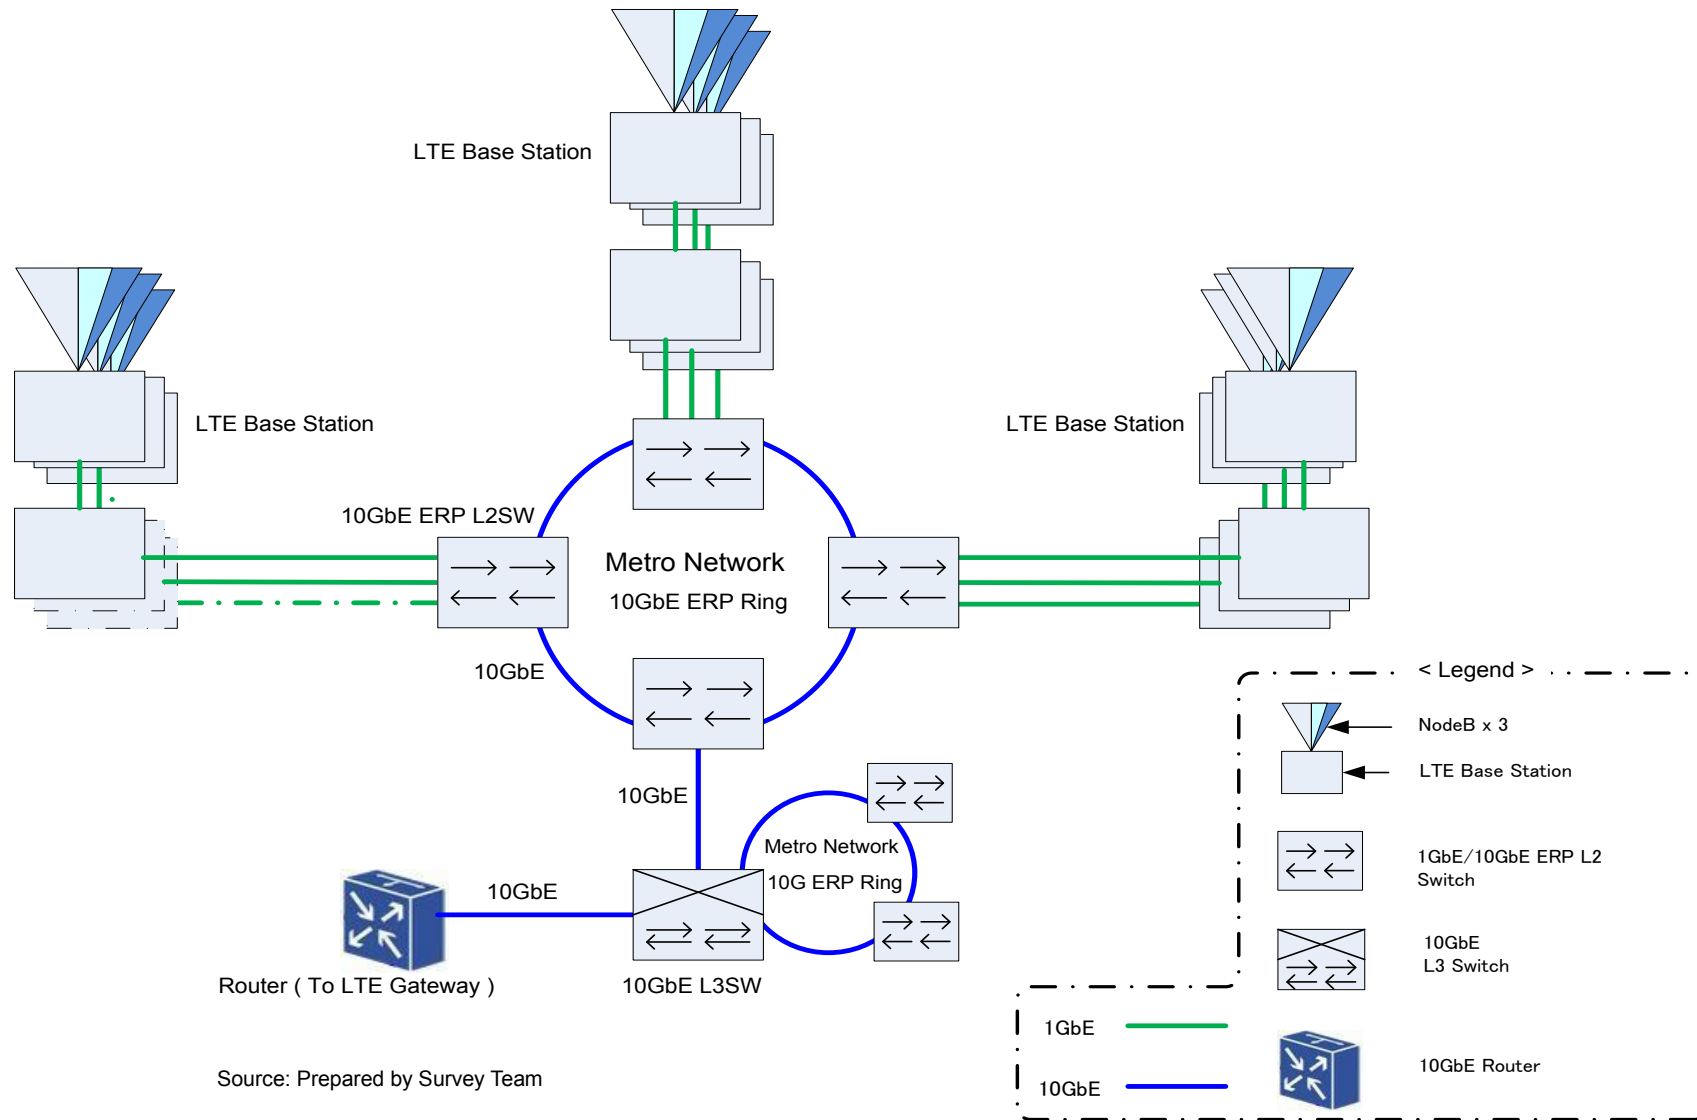 LTE Base Station
LTE Base Station
LTE Base Station
10GbE ERP L2SW
Metro Network
10GbE ERP Ring
10GbE
< Legend >
NodeB x 3
LTE Base Station
10GbE
Metro Network
10G ERP Ring
1GbE/10GbE ERP L2
Switch
10GbE
10GbE
L3 Switch
Router ( To LTE Gateway )
10GbE L3SW
1GbE
10GbE Router
10GbE
Source: Prepared by Survey Team